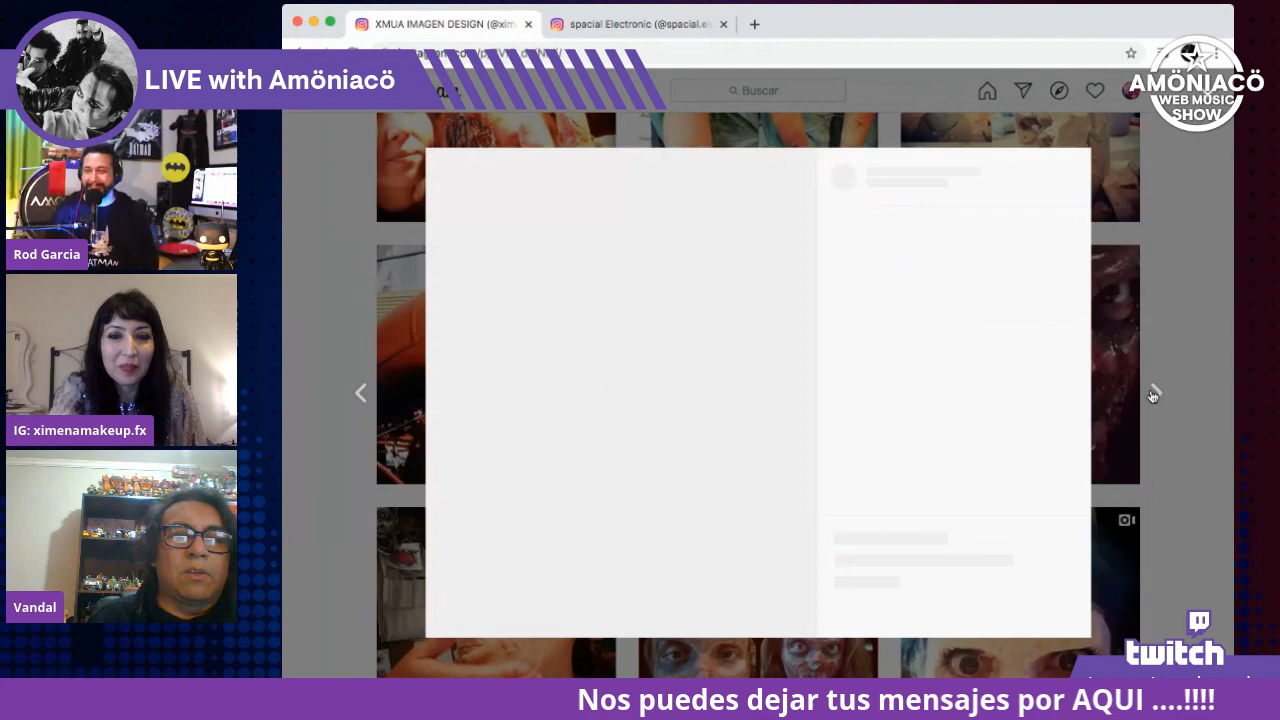 XMUA IMAGEN DESIGN (@xim
spacial Electronic (@spacial.el
LIVE with Amöniacö
Buscar
AMÖNIACÖ
WEB MUSIC
SHOW
Rod Garcia
IG: ximenamakeup.fx
Vandal
twitch
Nos puedes dejar tus mensajes por AQUI ....!!!!